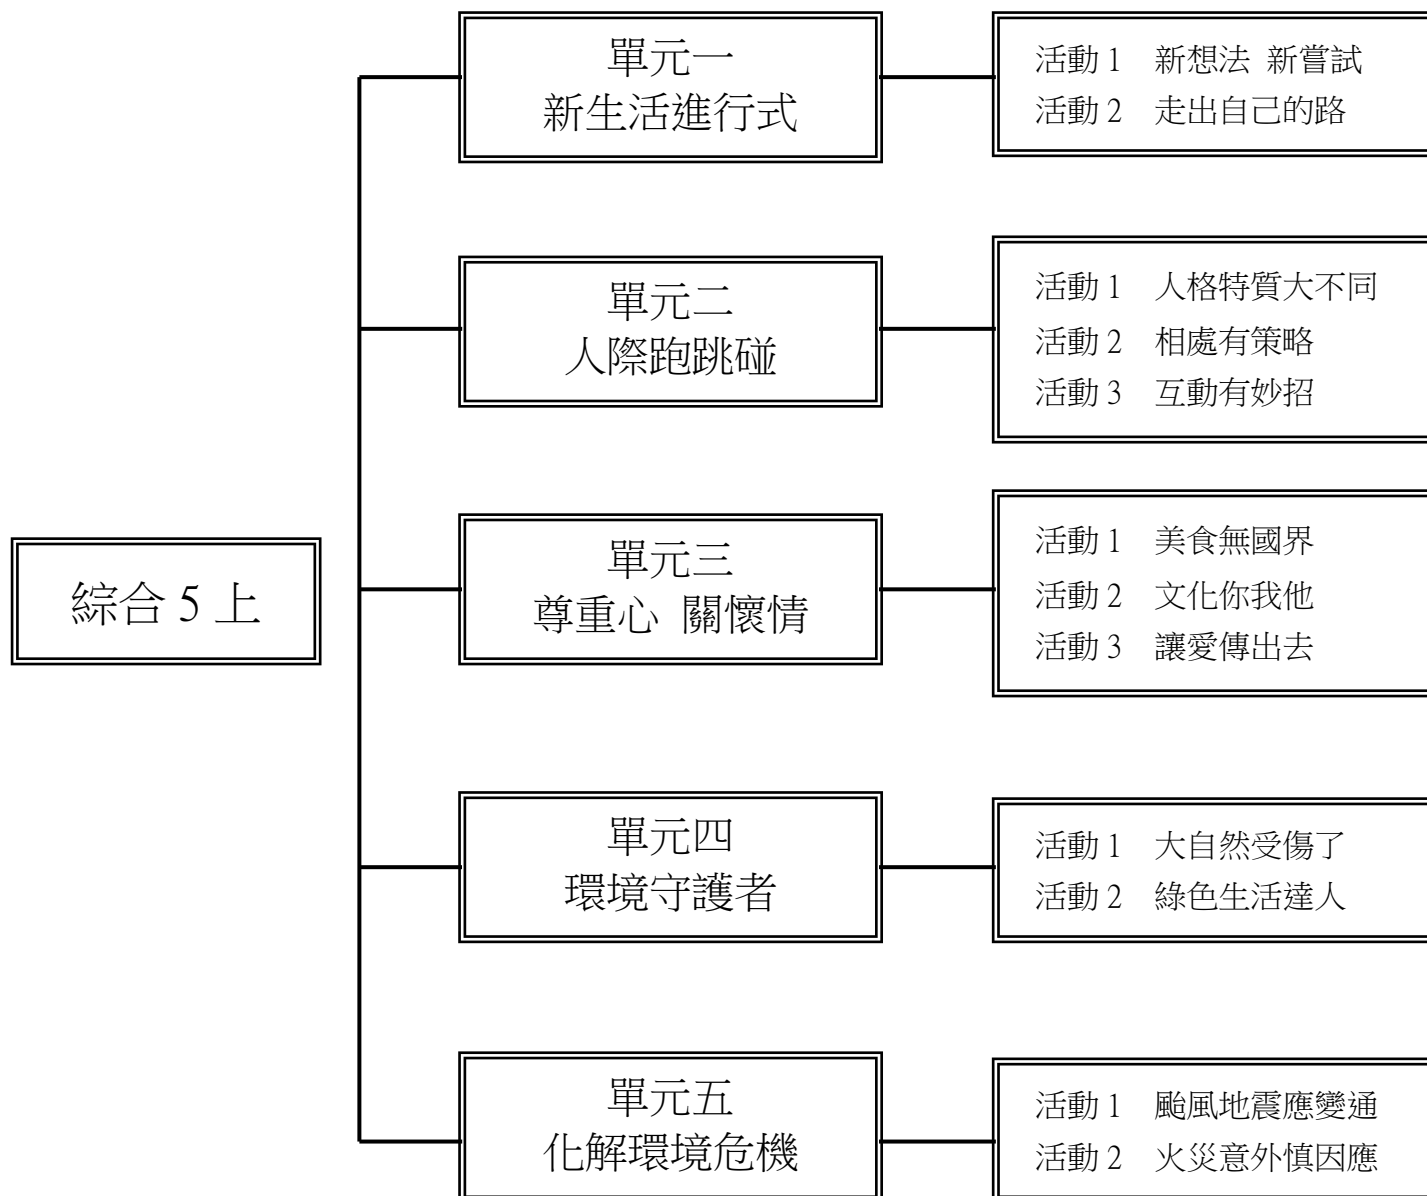 綜合 5 上
單元一
新生活進行式
活動 1 新想法 新嘗試
活動 2 走出自己的路
單元二
人際跑跳碰
活動 1 人格特質大不同
活動 2 相處有策略
活動 3 互動有妙招
單元三
尊重心 關懷情
活動 1 美食無國界
活動 2 文化你我他
活動 3 讓愛傳出去
單元四
環境守護者
活動 1 大自然受傷了
活動 2 綠色生活達人
單元五
化解環境危機
活動 1 颱風地震應變通
活動 2 火災意外慎因應